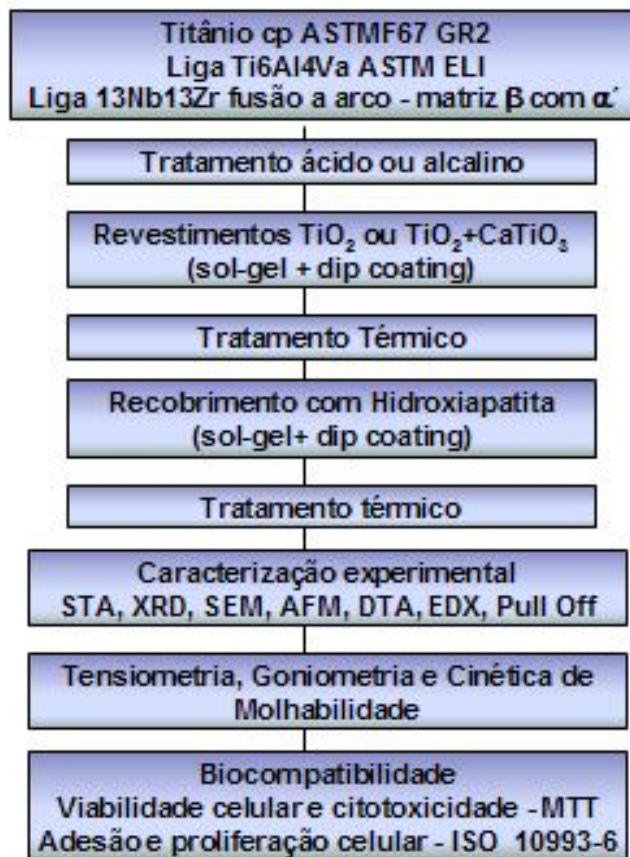 Titânio cp ASTMF67 GR2
Liga Ti6Al4Va ASTM ELI
Liga 13Nb13Zr fusão a arco - matriz β com α´
Tratamento ácido ou alcalino
Revestimentos TiO₂ ou TiO₂+CaTiO₃
(sol-gel + dip coating)
Tratamento Térmico
Recobrimento com Hidroxiapatita
(sol-gel+ dip coating)
Tratamento térmico
Caracterização experimental
STA, XRD, SEM, AFM, DTA, EDX, Pull Off
Tensiometria, Goniometria e Cinética de
Molhabilidade
Biocompatibilidade
Viabilidade celular e citotoxicidade - MTT
Adesão e proliferação celular - ISO 10993-6